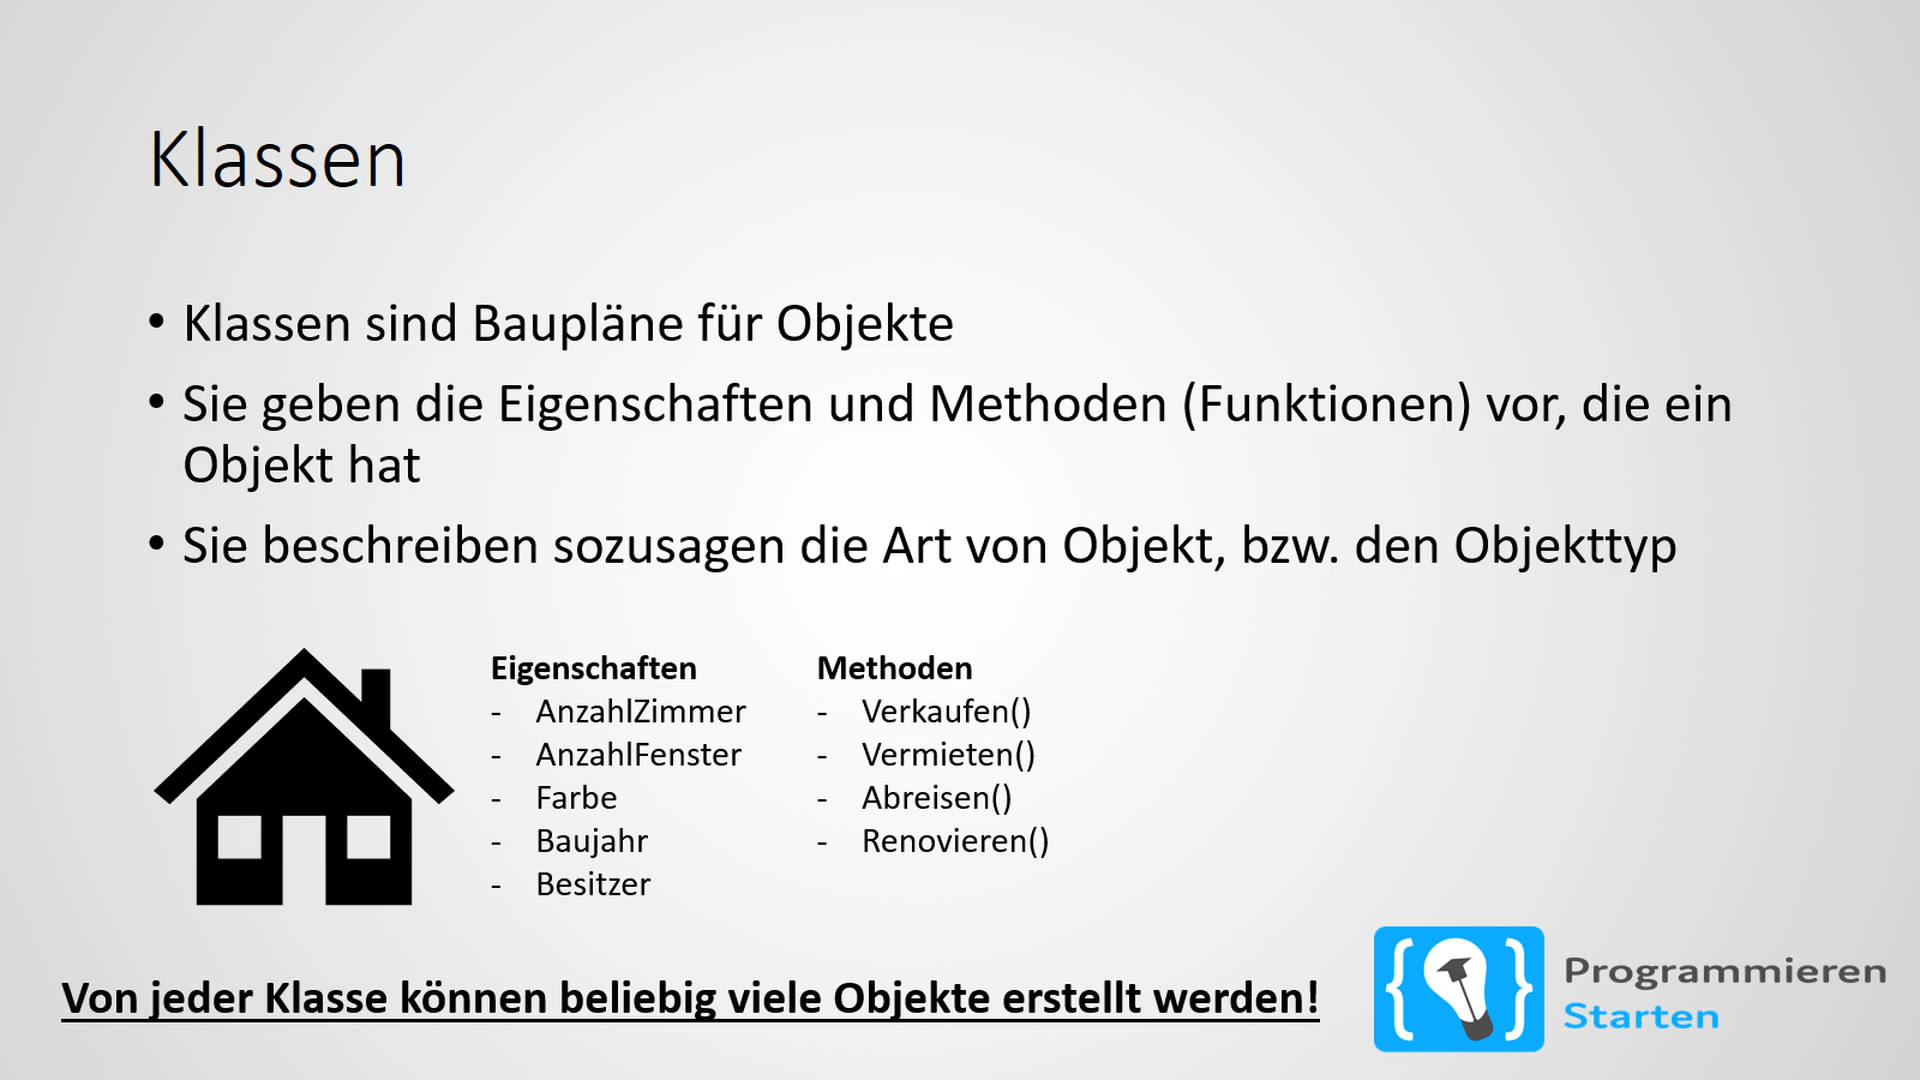 Klassen
• Klassen sind Baupläne für Objekte
• Sie geben die Eigenschaften und Methoden (Funktionen) vor, die ein
Objekt hat
• Sie beschreiben sozusagen die Art von Objekt, bzw. den Objekttyp
Eigenschaften
- AnzahlZimmer
- AnzahlFenster
- Farbe
- Baujahr
- Besitzer
Methoden
- Verkaufen()
- Vermieten()
- Abreisen()
- Renovieren()
Von jeder Klasse können beliebig viele Objekte erstellt werden!
Programmieren
Starten